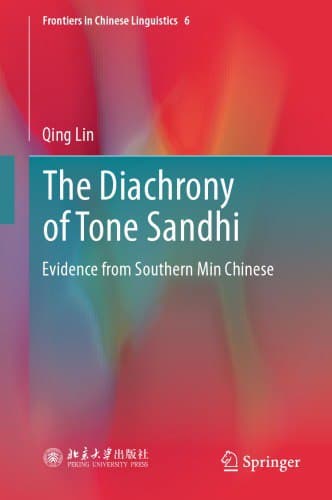 Frontiers in Chinese Linguistics 6
Qing Lin
The Diachrony
of Tone Sandhi
Evidence from Southern Min Chinese
北京大学出版社
PEKING UNIVERSITY PRESS
Springer